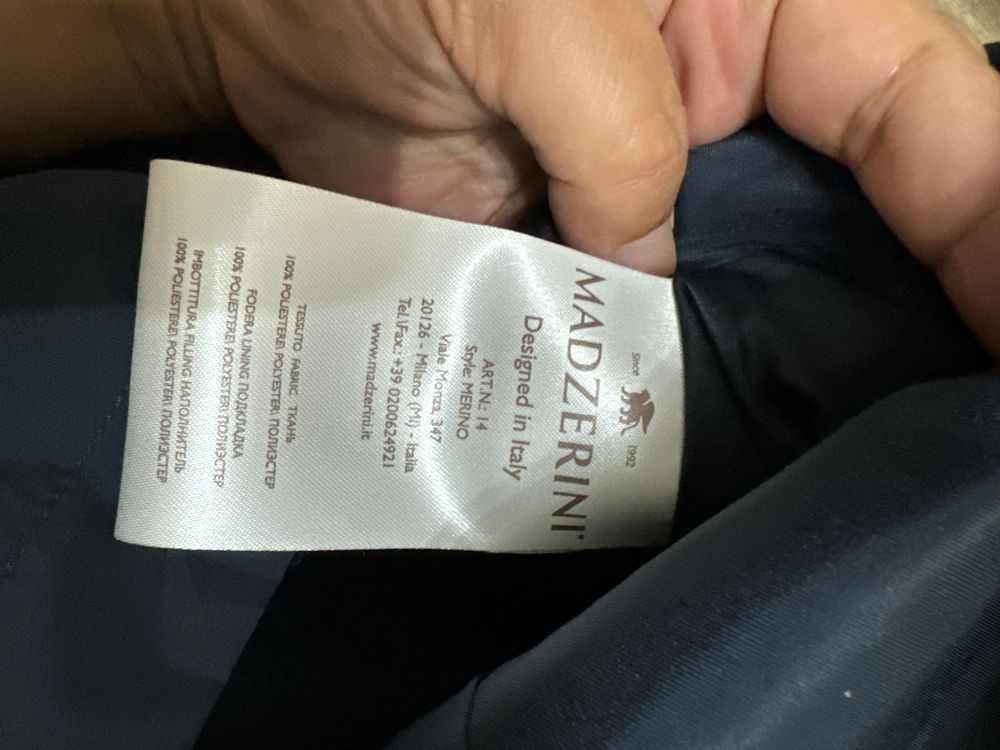 Since 1992
MADZERINI
Designed in Italy
ART.N.: 14
Style: MERINO
Viale Monza, 347
20126 - Milano (MI) - Italia
Tel.\Fax.: +39 0200624921
www.madzerini.it
TESSUTO FABRIC ТКАНЬ
100% POLIESTERE\ POLYESTER\ ПОЛИЭСТЕР
FODERA LINING ПОДКЛАДКА
100% POLIESTERE\ POLYESTER\ ПОЛИЭСТЕР
IMBOTTITURA FILLING НАПОЛНИТЕЛЬ
100% POLIESTERE\ POLYESTER\ ПОЛИЭСТЕР